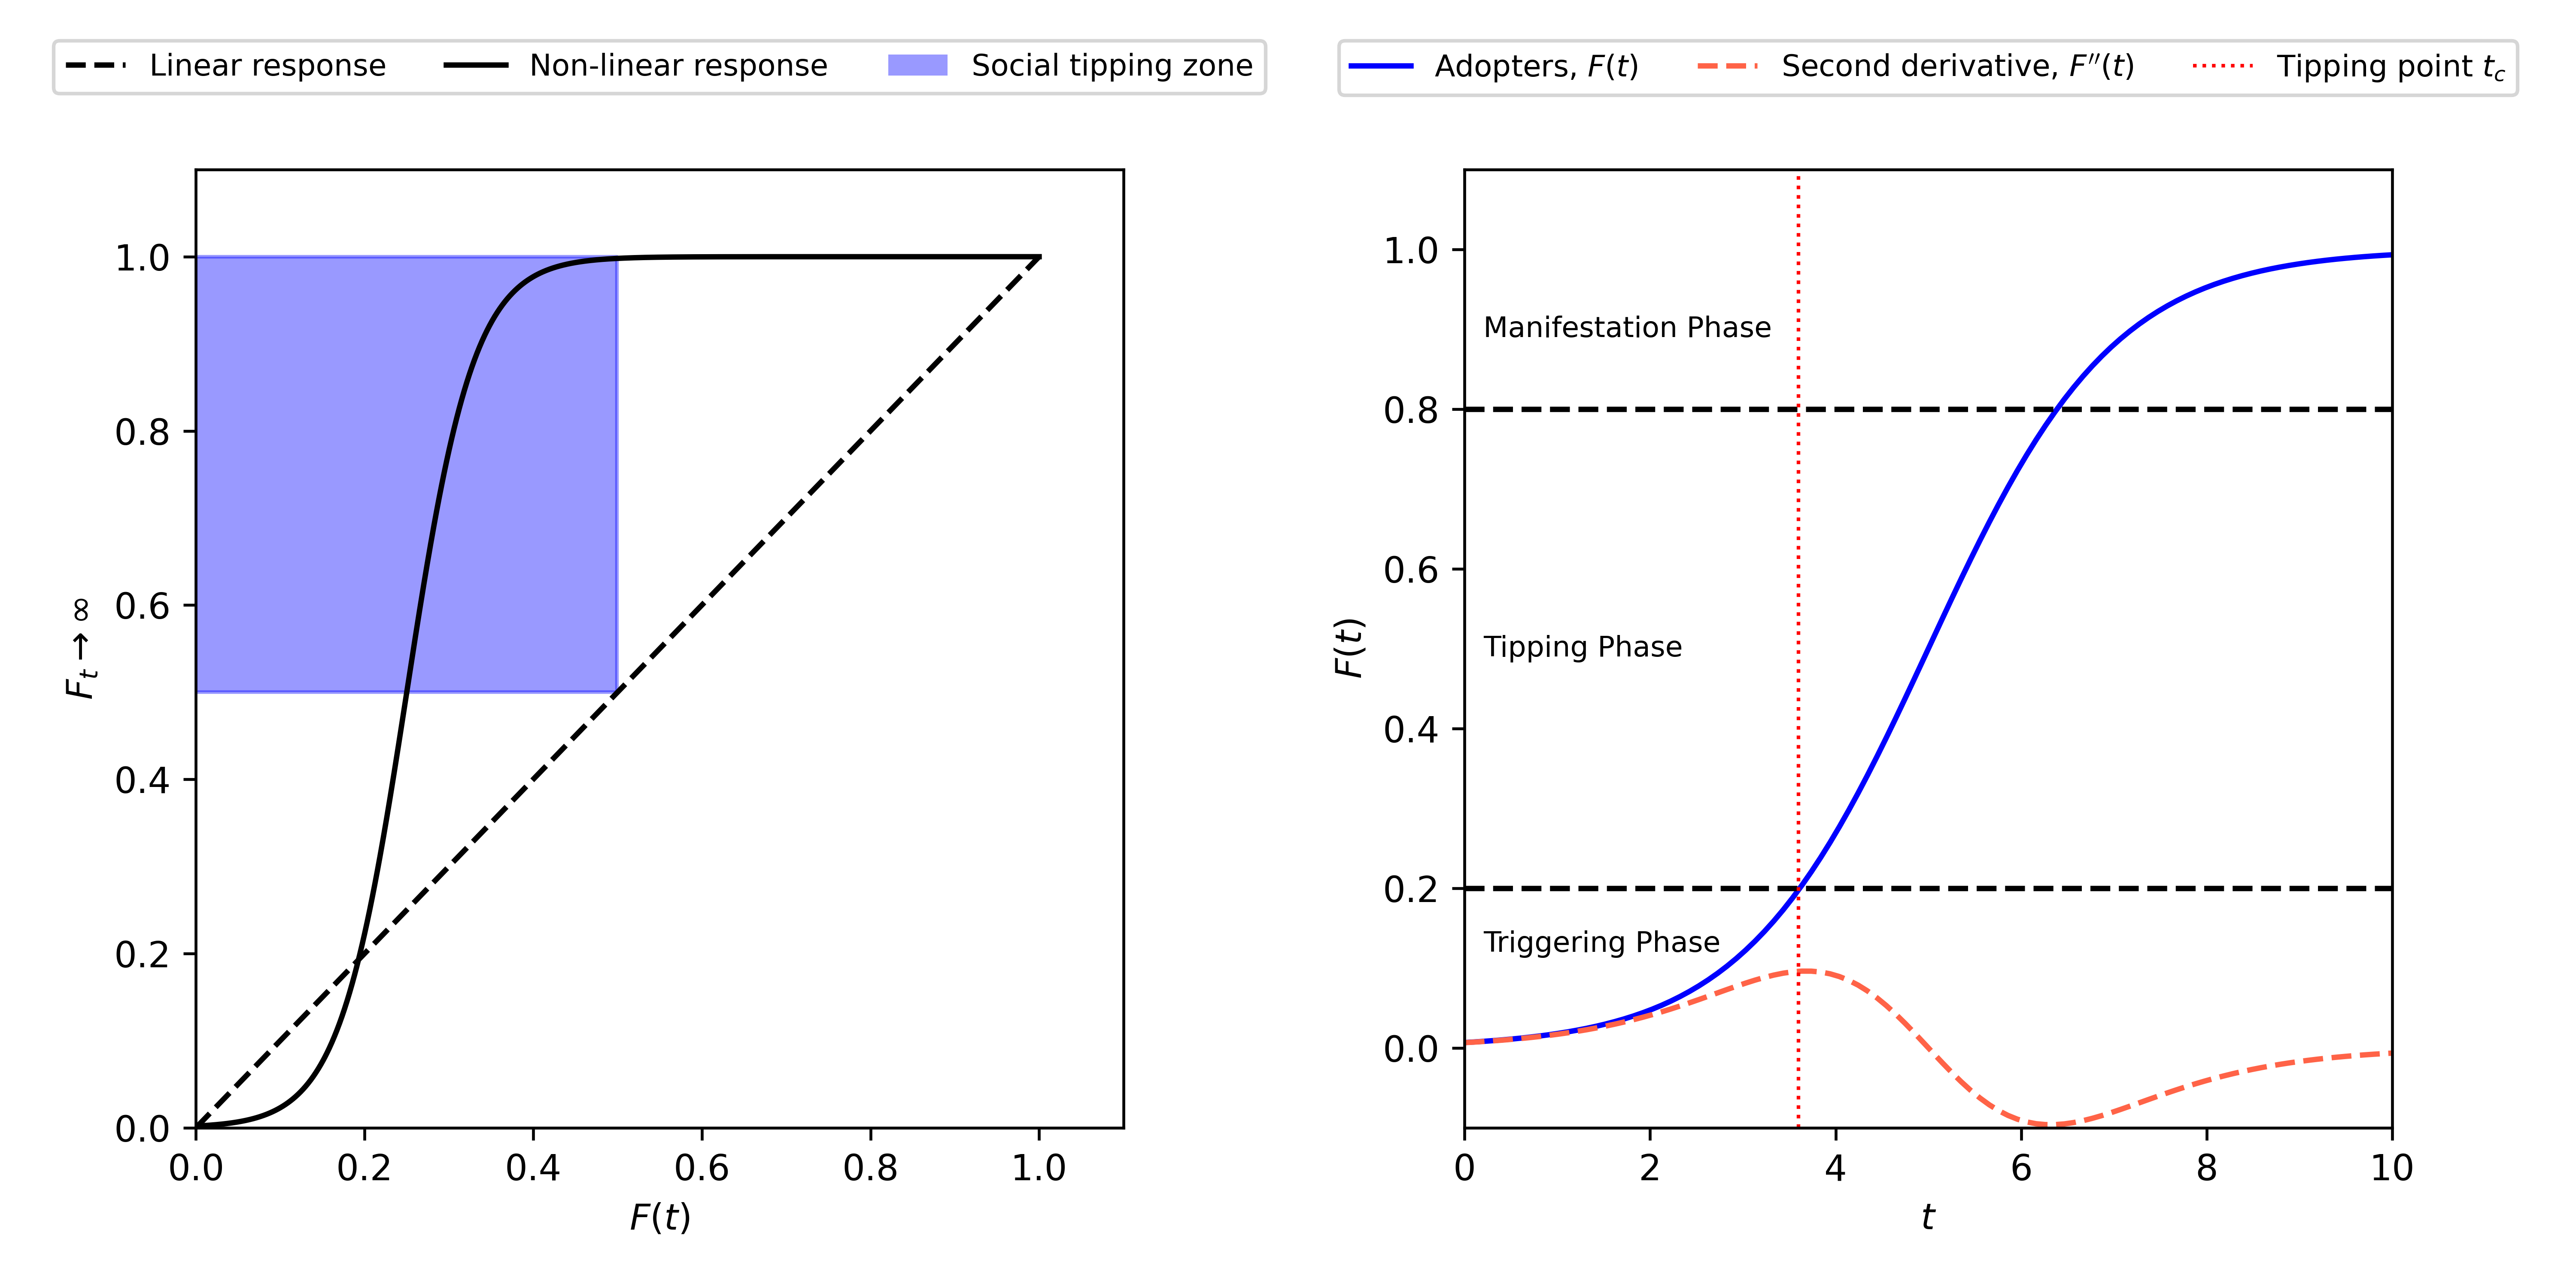 Linear response
Non-linear response
Social tipping zone
1.0
0.8
0.6
0.4
0.2
0.0
F_t → ∞
0.0 0.2 0.4 0.6 0.8 1.0
F(t)
Adopters, F(t)
Second derivative, F″(t)
Tipping point t_c
1.0
0.8
0.6
0.4
0.2
0.0
F(t)
Manifestation Phase
Tipping Phase
Triggering Phase
0 2 4 6 8 10
t